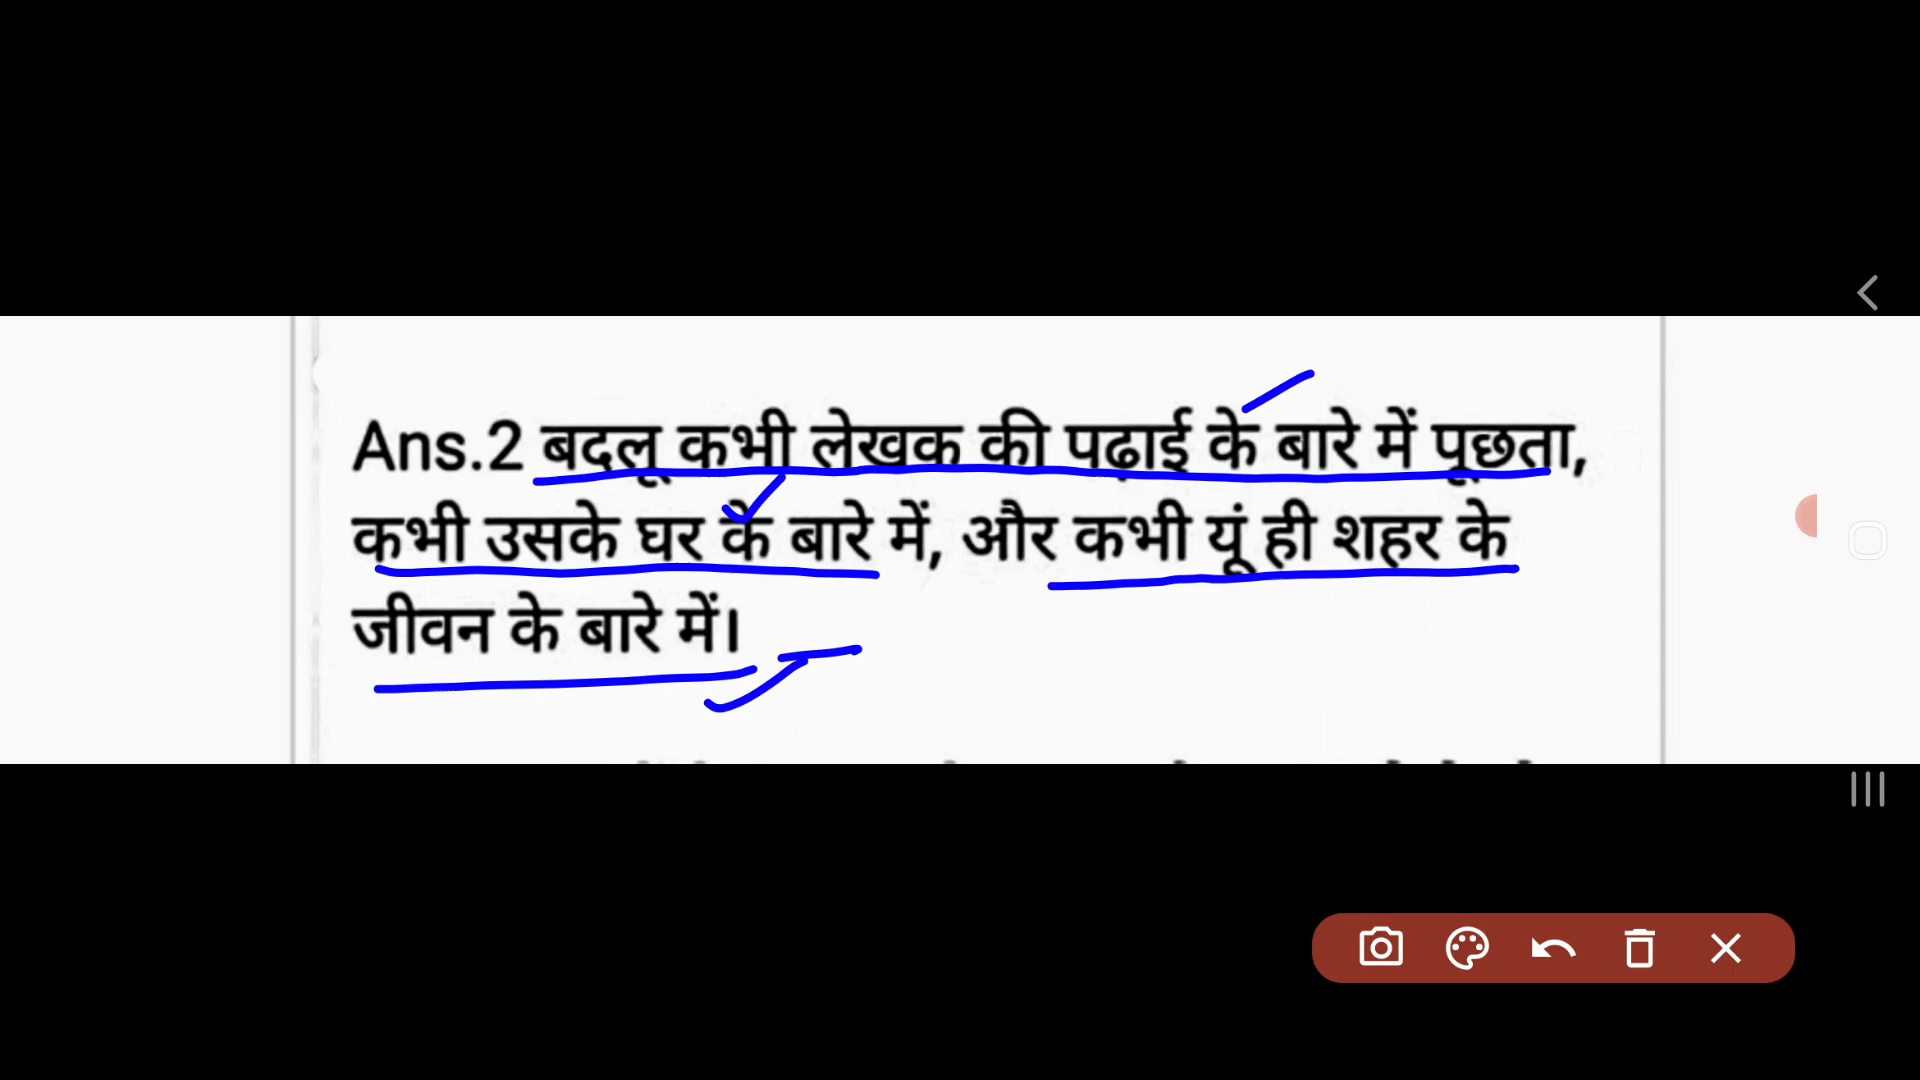 Ans.2 बदलू कभी लेखक की पढाई के बारे में पूछता,
कभी उसके घर के बारे में, और कभी यूं ही शहर के
जीवन के बारे में।